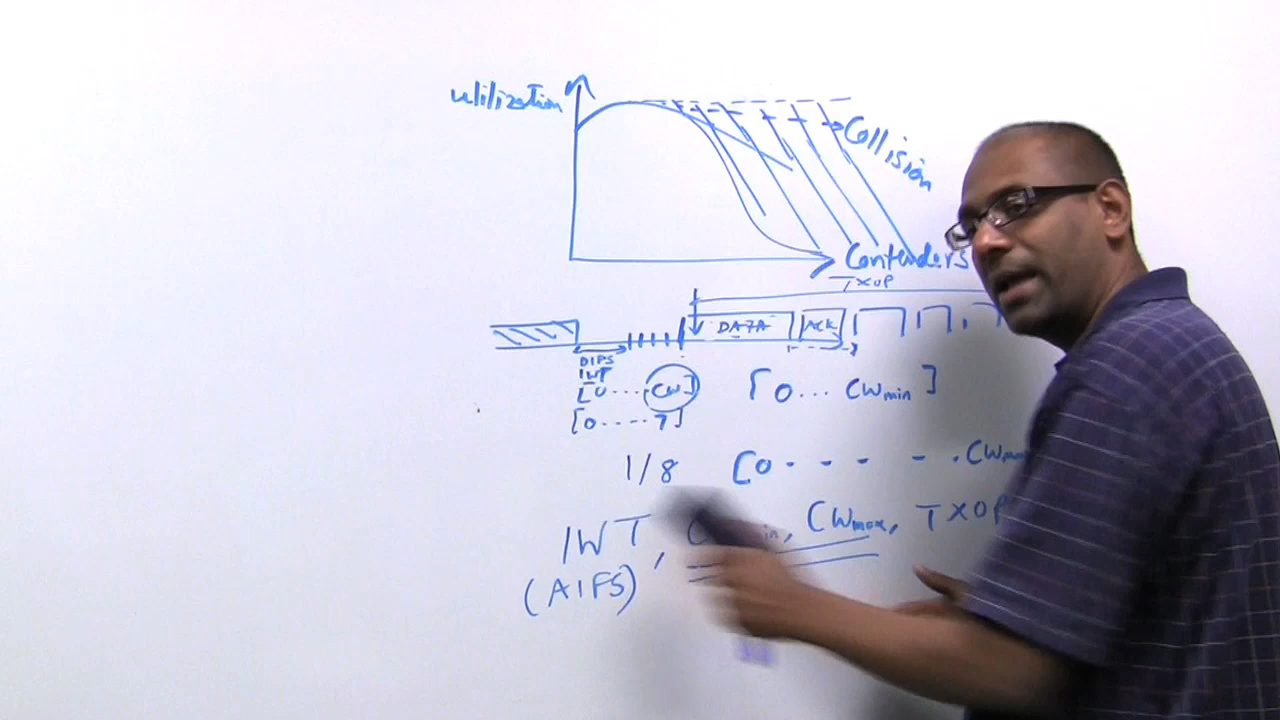 utilization
Collision
Contenders
TXOP
DATA ACK
DIFS
IWT
[0.....CW] [0... CWmin]
[0.....7]
1/8 [0 - - - - -
IWT, CWmax, TXOP
(AIFS)